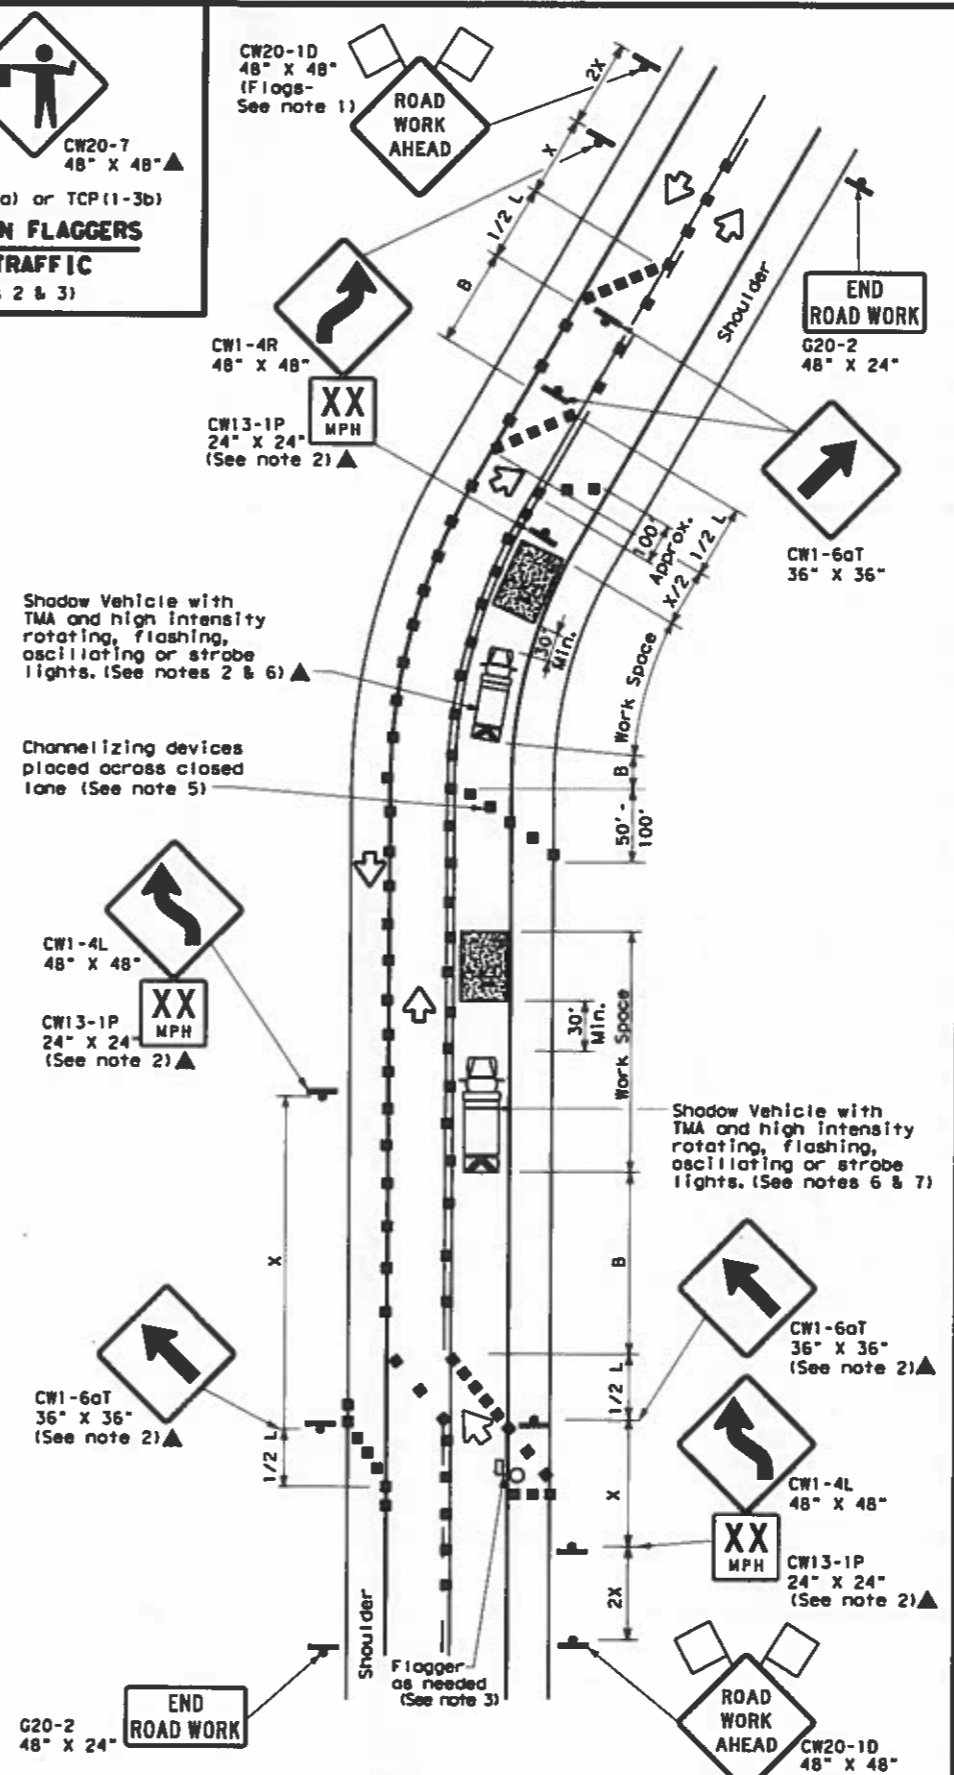 CW20-7
48" X 48"
a) or TCP(1-3b)
N FLAGGERS
TRAFFIC
2 & 3)
CW20-1D
48" X 48"
(Flags-
See note 1)
ROAD
WORK
AHEAD
2X
X
1/2 L
B
CW1-4R
48" X 48"
XX
MPH
CW13-1P
24" X 24"
(See note 2)
Shoulder
END
ROAD WORK
G20-2
48" X 24"
CW1-6aT
36" X 36"
100'
Approx.
1/2 L
X/2
Work Space
30'
Min.
B
50' -
100'
Shadow Vehicle with
TMA and high intensity
rotating, flashing,
oscillating or strobe
lights. (See notes 2 & 6)
Channelizing devices
placed across closed
lane (See note 5)
CW1-4L
48" X 48"
XX
MPH
CW13-1P
24" X 24
(See note 2)
30'
Min.
Work Space
Shadow Vehicle with
TMA and high intensity
rotating, flashing,
oscillating or strobe
lights. (See notes 6 & 7)
X
B
CW1-6aT
36" X 36"
(See note 2)
1/2 L
CW1-6aT
36" X 36"
(See note 2)
1/2 L
X
CW1-4L
48" X 48"
XX
MPH
CW13-1P
24" X 24"
(See note 2)
2X
Shoulder
Flagger
as needed
(See note 3)
END
ROAD WORK
G20-2
48" X 24"
ROAD
WORK
AHEAD
CW20-1D
48" X 48"